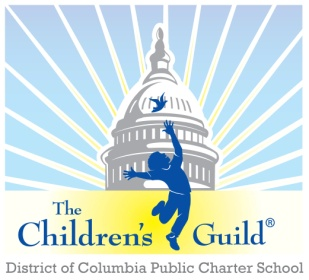 The
Children's Guild®
District of Columbia Public Charter School